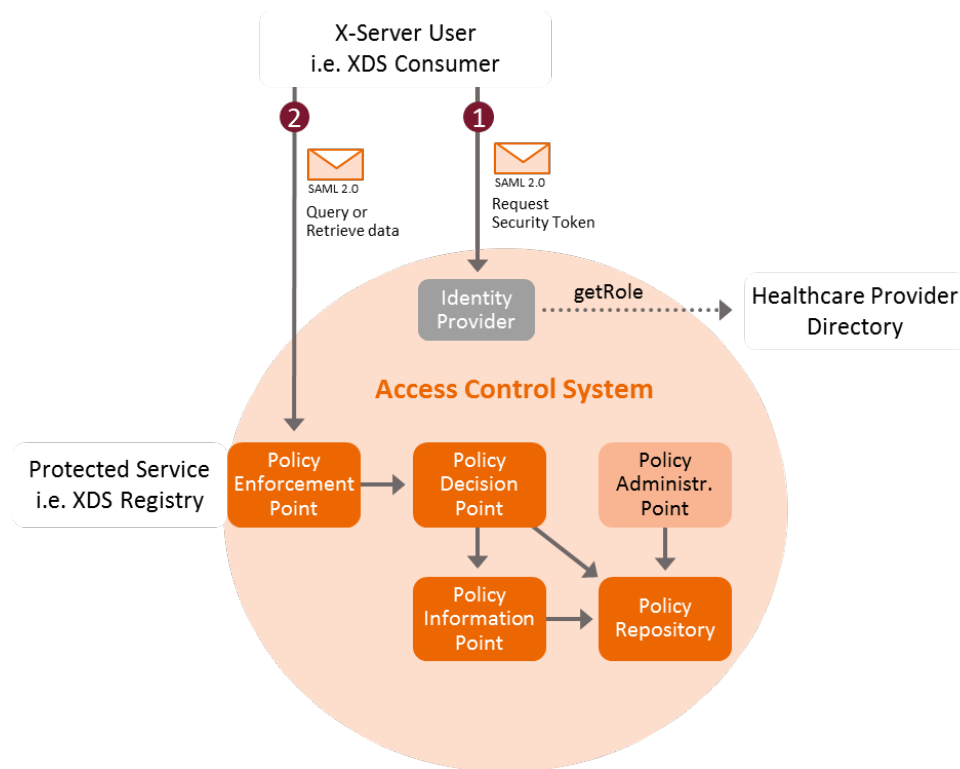 X-Server User
i.e. XDS Consumer
2
1
SAML 2.0
Query or
Retrieve data
SAML 2.0
Request
Security Token
Identity
Provider
getRole
Healthcare Provider
Directory
Access Control System
Protected Service
i.e. XDS Registry
Policy
Enforcement
Point
Policy
Decision
Point
Policy
Administr.
Point
Policy
Information
Point
Policy
Repository